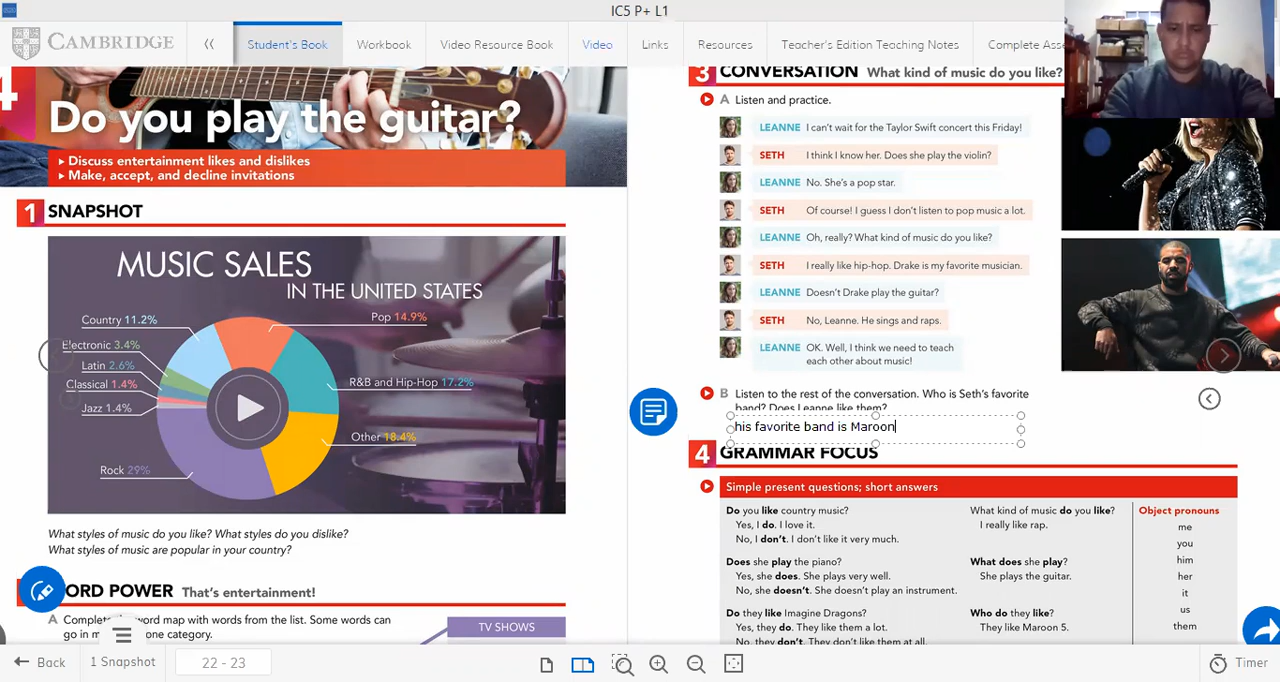 IC5 P+ L1
CAMBRIDGE
Student's Book
Workbook
Video Resource Book
Video
Links
Resources
Teacher's Edition Teaching Notes
Complete Asse
4
Do you play the guitar?
▸ Discuss entertainment likes and dislikes
▸ Make, accept, and decline invitations
1 SNAPSHOT
MUSIC SALES
IN THE UNITED STATES
Country 11.2%
Pop 14.9%
Electronic 3.4%
Latin 2.6%
Classical 1.4%
Jazz 1.4%
R&B and Hip-Hop 17.2%
Other 18.4%
Rock 29%
What styles of music do you like? What styles do you dislike?
What styles of music are popular in your country?
ORD POWER That's entertainment!
A Complete word map with words from the list. Some words can
go in m one category.
TV SHOWS
3 CONVERSATION What kind of music do you like?
A Listen and practice.
LEANNE I can't wait for the Taylor Swift concert this Friday!
SETH I think I know her. Does she play the violin?
LEANNE No. She's a pop star.
SETH Of course! I guess I don't listen to pop music a lot.
LEANNE Oh, really? What kind of music do you like?
SETH I really like hip-hop. Drake is my favorite musician.
LEANNE Doesn't Drake play the guitar?
SETH No, Leanne. He sings and raps.
LEANNE OK. Well, I think we need to teach
each other about music!
B Listen to the rest of the conversation. Who is Seth's favorite
band? Does Leanne like them?
his favorite band is Maroon
4 GRAMMAR FOCUS
Simple present questions; short answers
Do you like country music?
Yes, I do. I love it.
No, I don't. I don't like it very much.
Does she play the piano?
Yes, she does. She plays very well.
No, she doesn't. She doesn't play an instrument.
Do they like Imagine Dragons?
Yes, they do. They like them a lot.
No, they don't. They don't like them at all.
What kind of music do you like?
I really like rap.
What does she play?
She plays the guitar.
Who do they like?
They like Maroon 5.
Object pronouns
me
you
him
her
it
us
them
Back
1 Snapshot
22 - 23
Timer